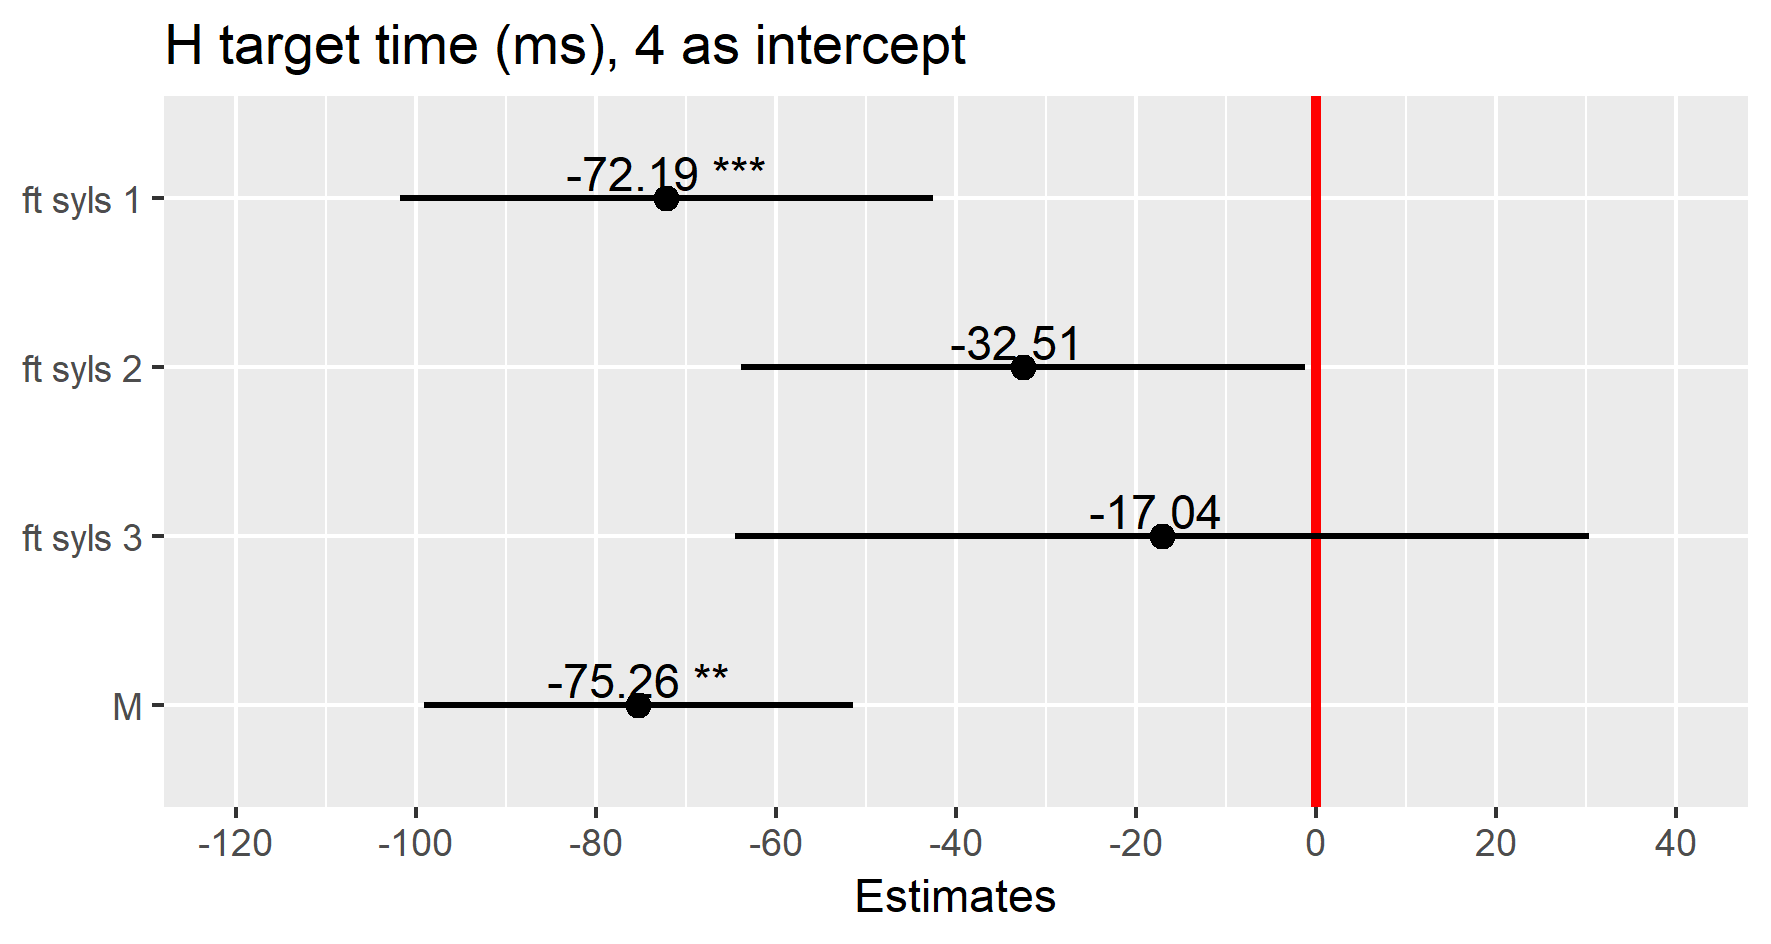 H target time (ms), 4 as intercept
ft syls 1
-72.19 ***
ft syls 2
-32.51
ft syls 3
-17.04
M
-75.26 **
-120 -100 -80 -60 -40 -20 0 20 40
Estimates